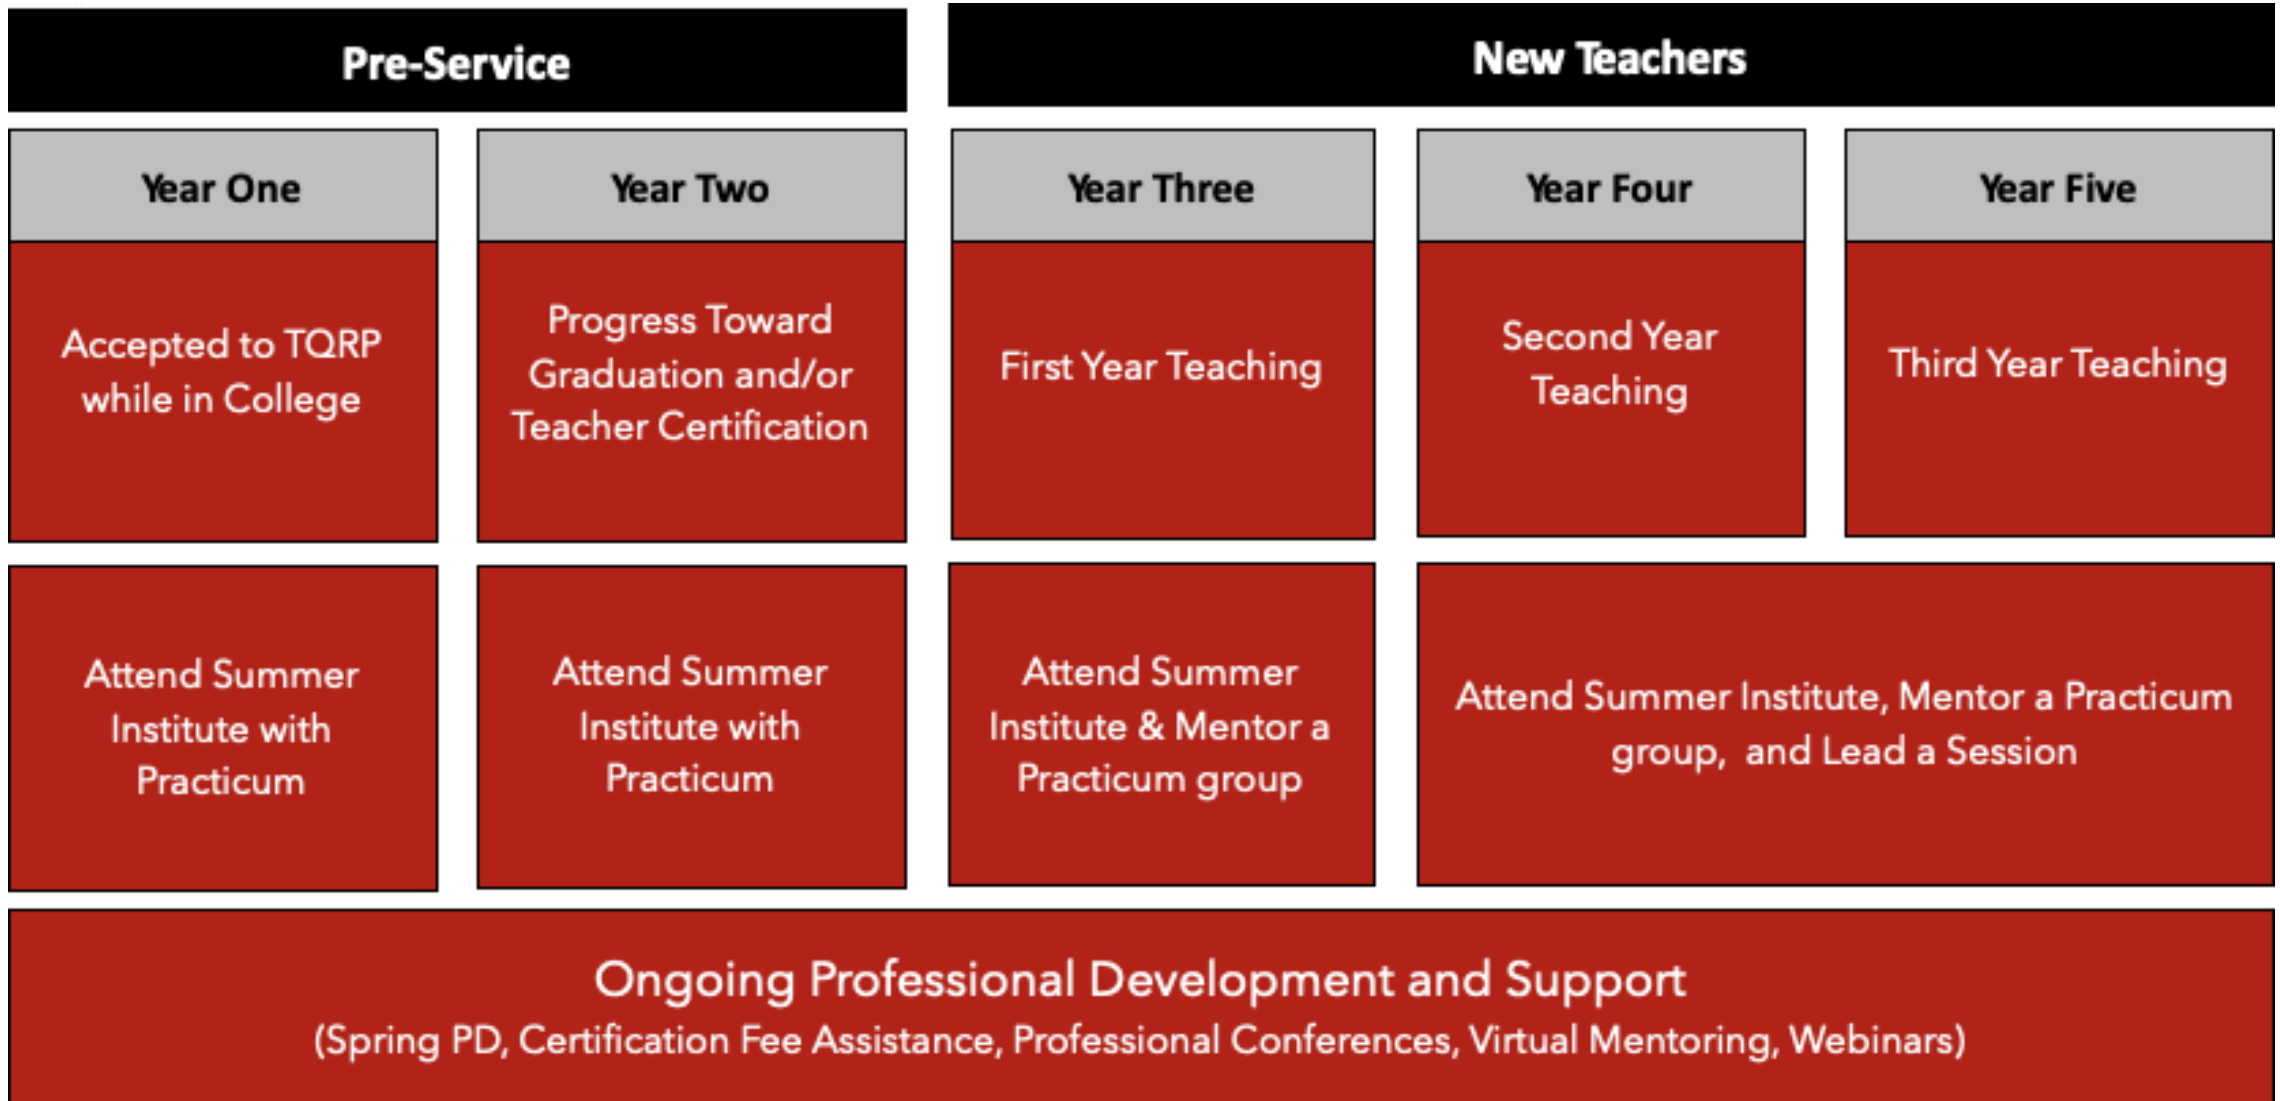 Pre-Service
New Teachers
Year One
Year Two
Year Three
Year Four
Year Five
Accepted to TQRP
while in College
Progress Toward
Graduation and/or
Teacher Certification
First Year Teaching
Second Year
Teaching
Third Year Teaching
Attend Summer
Institute with
Practicum
Attend Summer
Institute with
Practicum
Attend Summer
Institute & Mentor a
Practicum group
Attend Summer Institute, Mentor a Practicum
group,  and Lead a Session
Ongoing Professional Development and Support
(Spring PD, Certification Fee Assistance, Professional Conferences, Virtual Mentoring, Webinars)